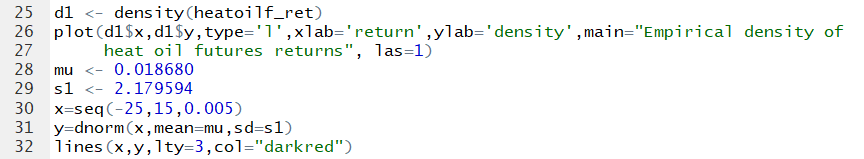 25 d1 <- density(heatoilf_ret)
26 plot(d1$x,d1$y,type='l',xlab='return',ylab='density',main="Empirical density of
27 heat oil futures returns", las=1)
28 mu <- 0.018680
29 s1 <- 2.179594
30 x=seq(-25,15,0.005)
31 y=dnorm(x,mean=mu,sd=s1)
32 lines(x,y,lty=3,col="darkred")